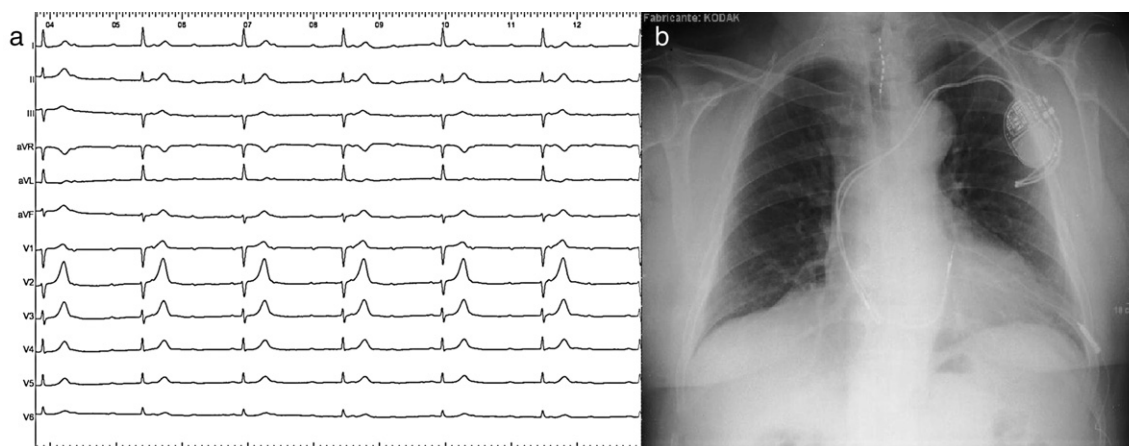 04 05 06 07 08 09 10 11 12
a
I
II
III
aVR
aVL
aVF
V1
V2
V3
V4
V5
V6
Fabricante: KODAK
b